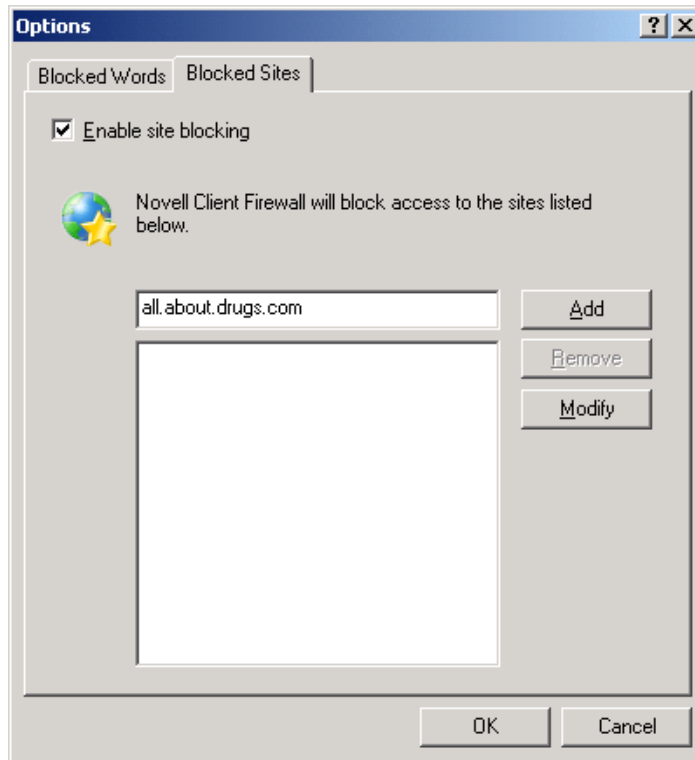 Options
Blocked Words
Blocked Sites
Enable site blocking
Novell Client Firewall will block access to the sites listed
below.
all.about.drugs.com
Add
Remove
Modify
OK
Cancel